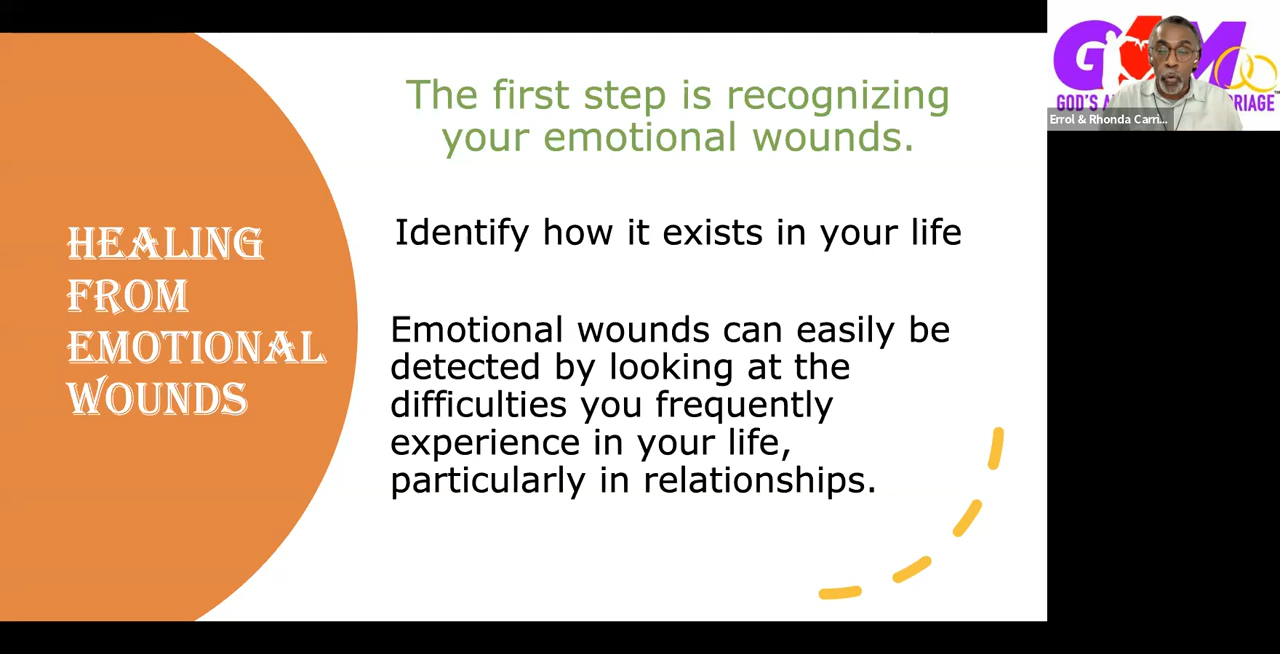 HEALING
FROM
EMOTIONAL
WOUNDS
The first step is recognizing
your emotional wounds.
Identify how it exists in your life
Emotional wounds can easily be
detected by looking at the
difficulties you frequently
experience in your life,
particularly in relationships.
GOD'S A RIAGE
Errol & Rhonda Carri...